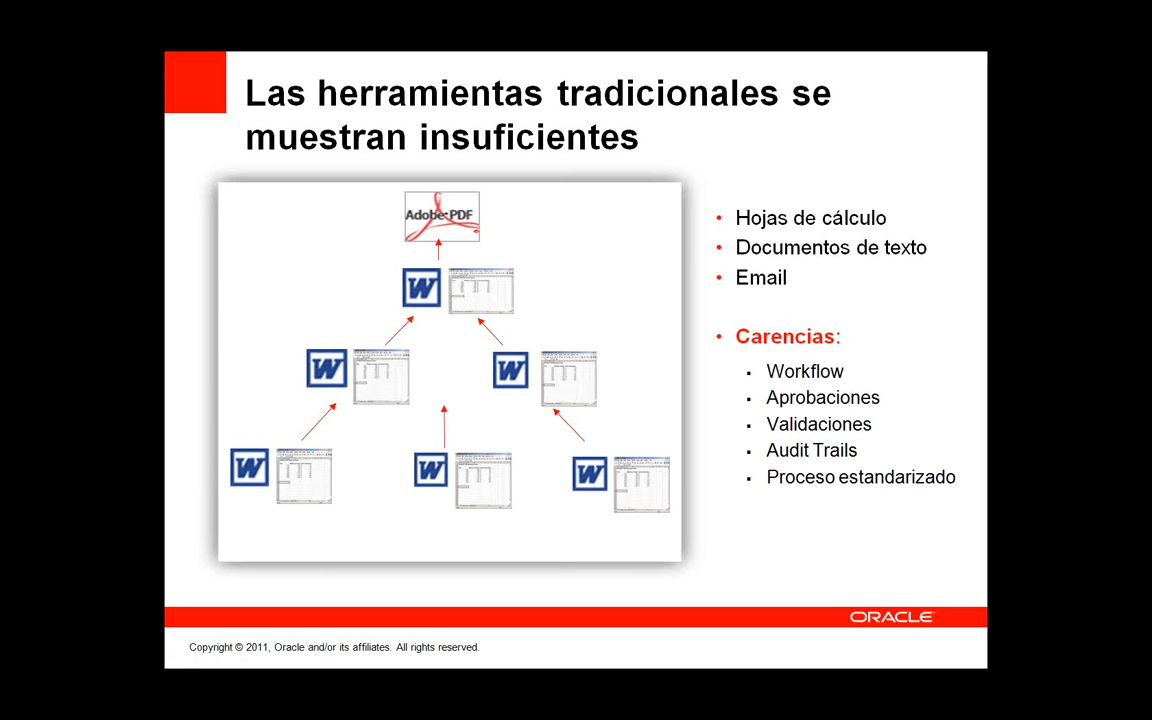 Las herramientas tradicionales se
muestran insuficientes
Adobe PDF
W
W
W
W
W
W
• Hojas de cálculo
• Documentos de texto
• Email
• Carencias:
▪ Workflow
▪ Aprobaciones
▪ Validaciones
▪ Audit Trails
▪ Proceso estandarizado
ORACLE
Copyright © 2011, Oracle and/or its affiliates. All rights reserved.